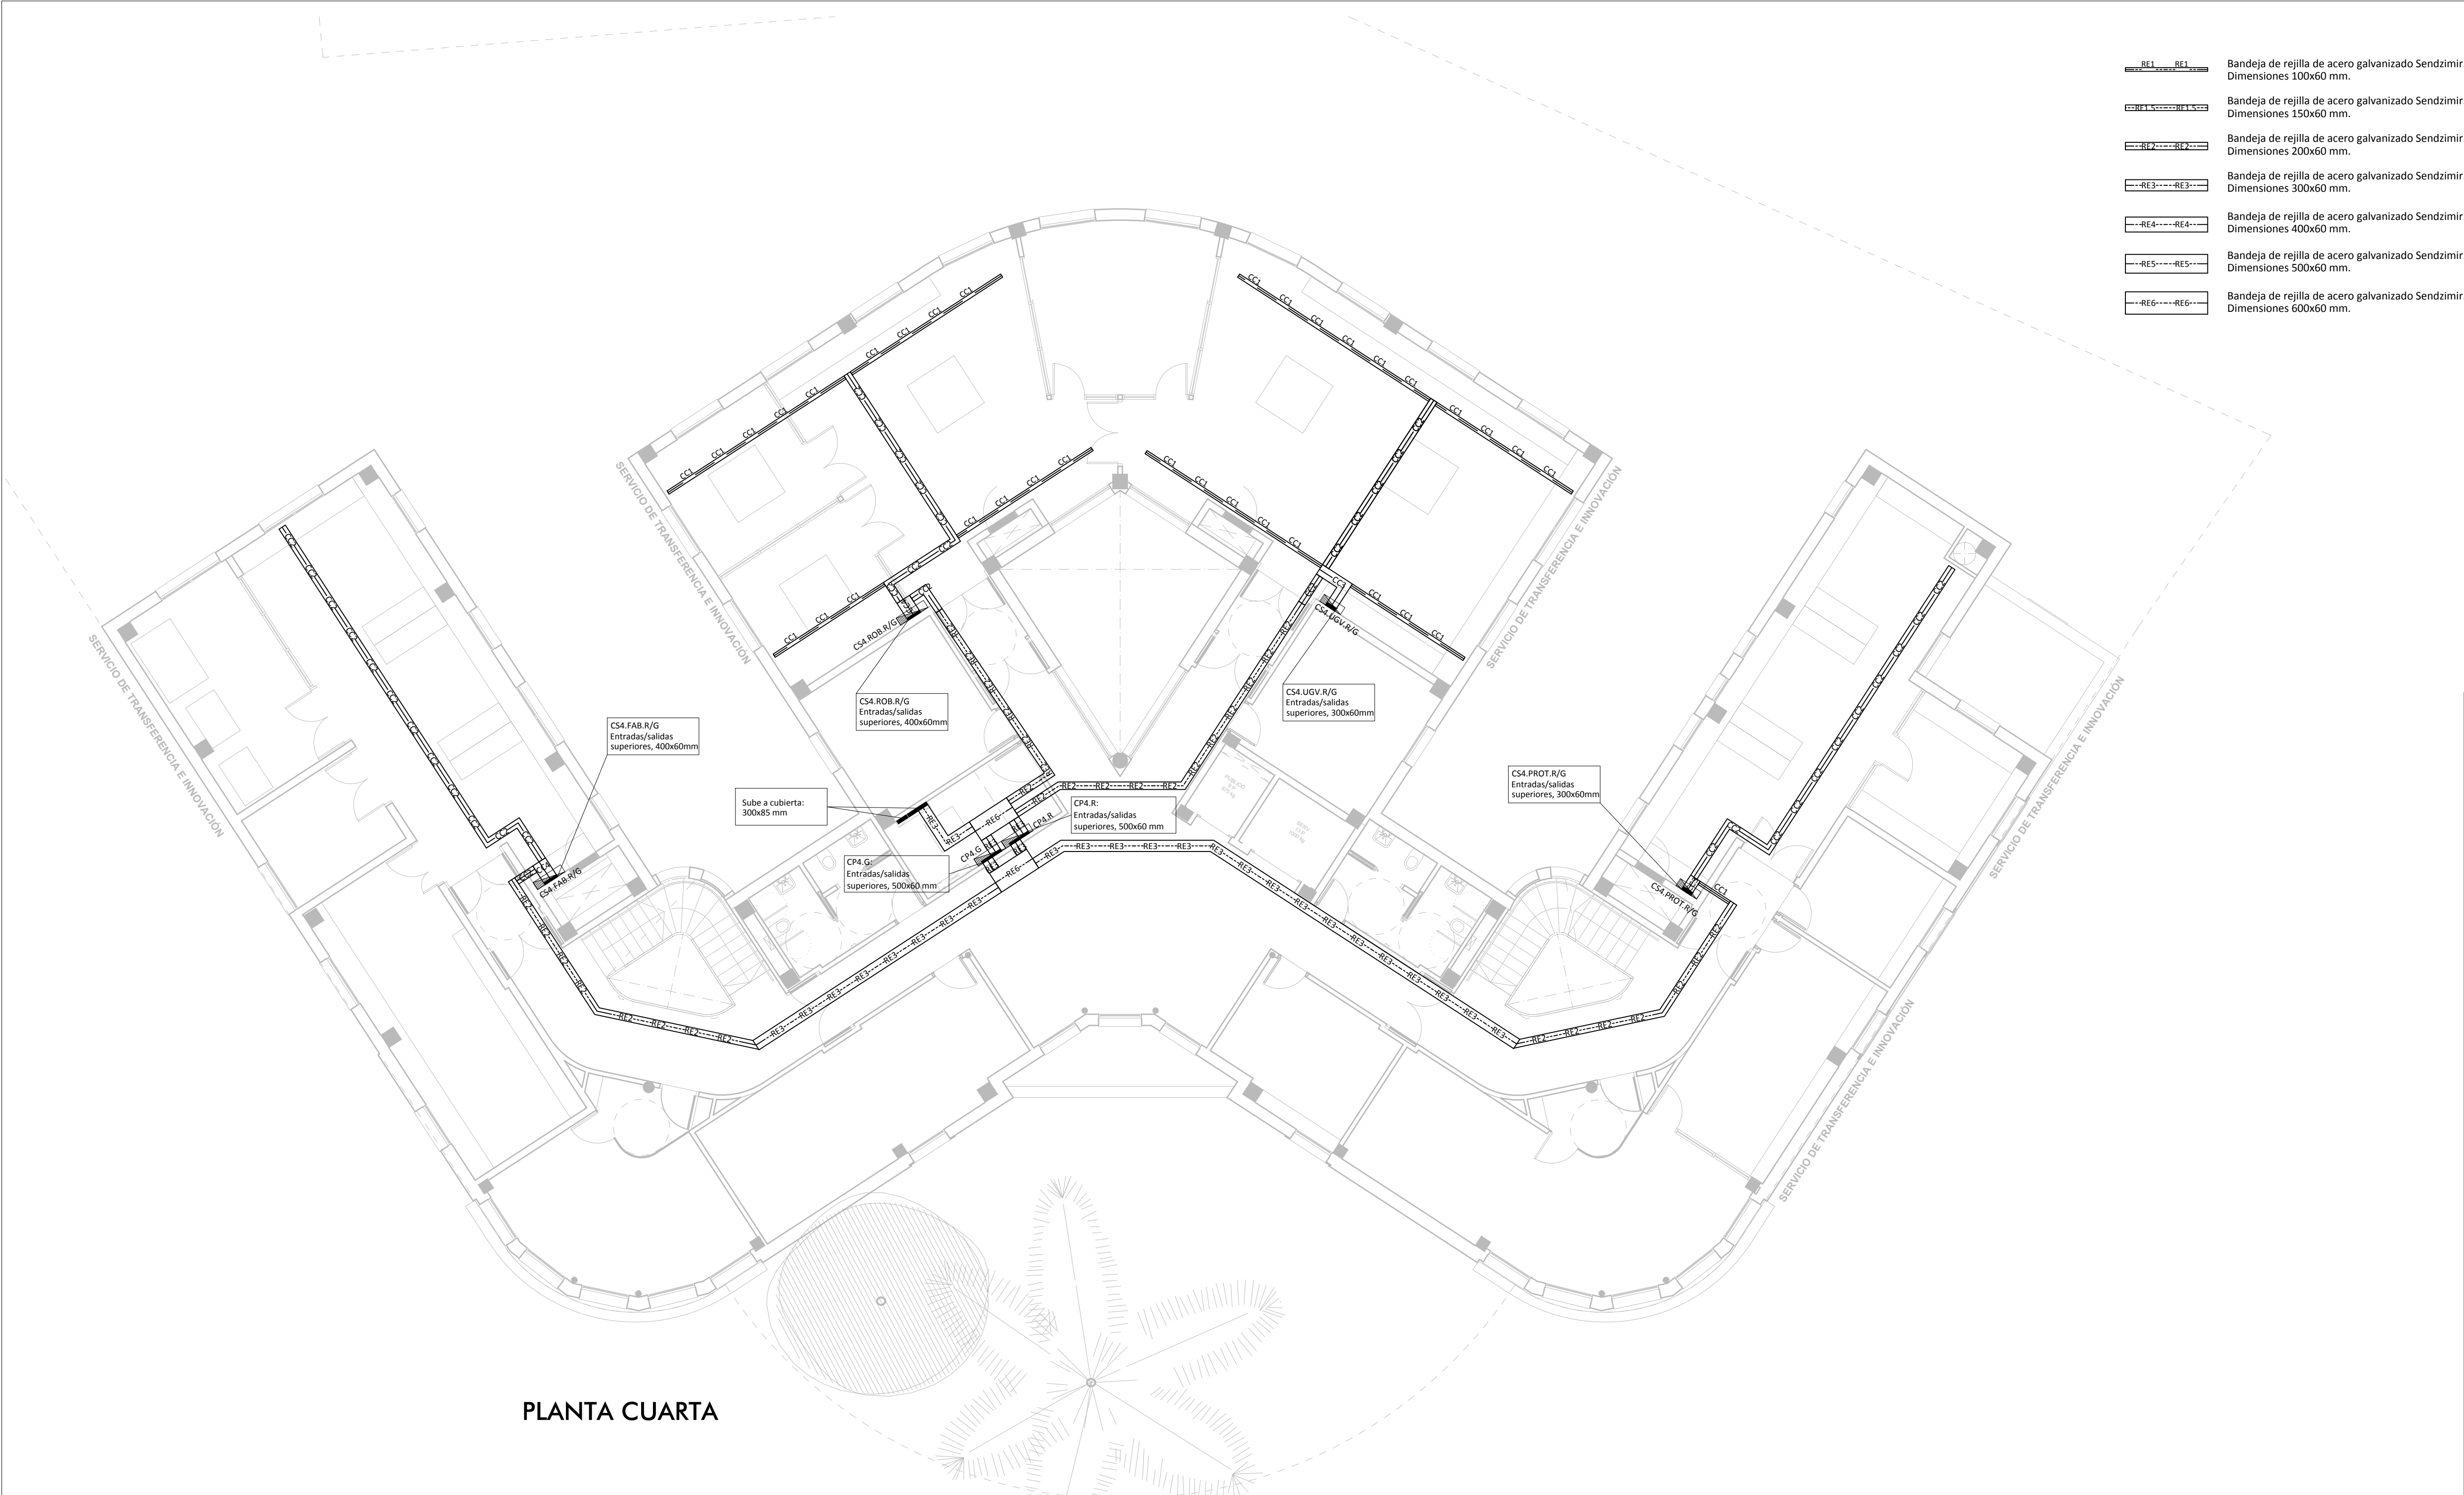 RE1 RE1
Bandeja de rejilla de acero galvanizado Sendzimir
Dimensiones 100x60 mm.
RE1.5 RE1.5
Bandeja de rejilla de acero galvanizado Sendzimir
Dimensiones 150x60 mm.
RE2 RE2
Bandeja de rejilla de acero galvanizado Sendzimir
Dimensiones 200x60 mm.
RE3 RE3
Bandeja de rejilla de acero galvanizado Sendzimir
Dimensiones 300x60 mm.
RE4 RE4
Bandeja de rejilla de acero galvanizado Sendzimir
Dimensiones 400x60 mm.
RE5 RE5
Bandeja de rejilla de acero galvanizado Sendzimir
Dimensiones 500x60 mm.
RE6 RE6
Bandeja de rejilla de acero galvanizado Sendzimir
Dimensiones 600x60 mm.
SERVICIO DE TRANSFERENCIA E INNOVACIÓN
SERVICIO DE TRANSFERENCIA E INNOVACIÓN
SERVICIO DE TRANSFERENCIA E INNOVACIÓN
SERVICIO DE TRANSFERENCIA E INNOVACIÓN
SERVICIO DE TRANSFERENCIA E INNOVACIÓN
CS4.ROB.R/G
CS4.UGV.R/G
CS4.ROB.R/G
Entradas/salidas
superiores, 400x60mm
CS4.UGV.R/G
Entradas/salidas
superiores, 300x60mm
CS4.FAB.R/G
Entradas/salidas
superiores, 400x60mm
CS4.PROT.R/G
Entradas/salidas
superiores, 300x60mm
Sube a cubierta:
300x85 mm
CP4.R:
Entradas/salidas
superiores, 500x60 mm
CP4.R
CP4.G
CP4.G:
Entradas/salidas
superiores, 500x60 mm
CS4.FAB.R/G
CS4.PROT.R/G
PLANTA CUARTA